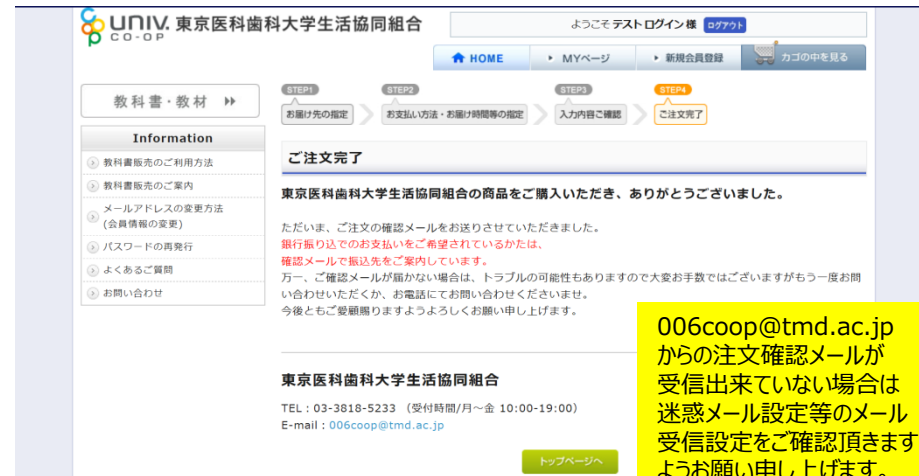 UNIV. 東京医科歯科大学生活協同組合
CO-OP
ようこそ テスト ログイン 様 ログアウト
HOME
MYページ
新規会員登録
カゴの中を見る
教科書・教材
Information
教科書販売のご利用方法
教科書販売のご案内
メールアドレスの変更方法
(会員情報の変更)
パスワードの再発行
よくあるご質問
お問い合わせ
STEP1
お届け先の指定
STEP2
お支払い方法・お届け時間等の指定
STEP3
入力内容ご確認
STEP4
ご注文完了
ご注文完了
東京医科歯科大学生活協同組合の商品をご購入いただき、ありがとうございました。
ただいま、ご注文の確認メールをお送りさせていただきました。
銀行振り込でのお支払いをご希望されているかたは、
確認メールで振込先をご案内しています。
万一、ご確認メールが届かない場合は、トラブルの可能性もありますので大変お手数ではございますがもう一度お問
い合わせいただくか、お電話にてお問い合わせくださいませ。
今後ともご愛顧賜りますようよろしくお願い申し上げます。
東京医科歯科大学生活協同組合
TEL : 03-3818-5233 (受付時間/月～金 10:00-19:00)
E-mail : 006coop@tmd.ac.jp
トップページへ
006coop@tmd.ac.jp
からの注文確認メールが
受信出来ていない場合は
迷惑メール設定等のメール
受信設定をご確認頂きます
ようお願い申し上げます。